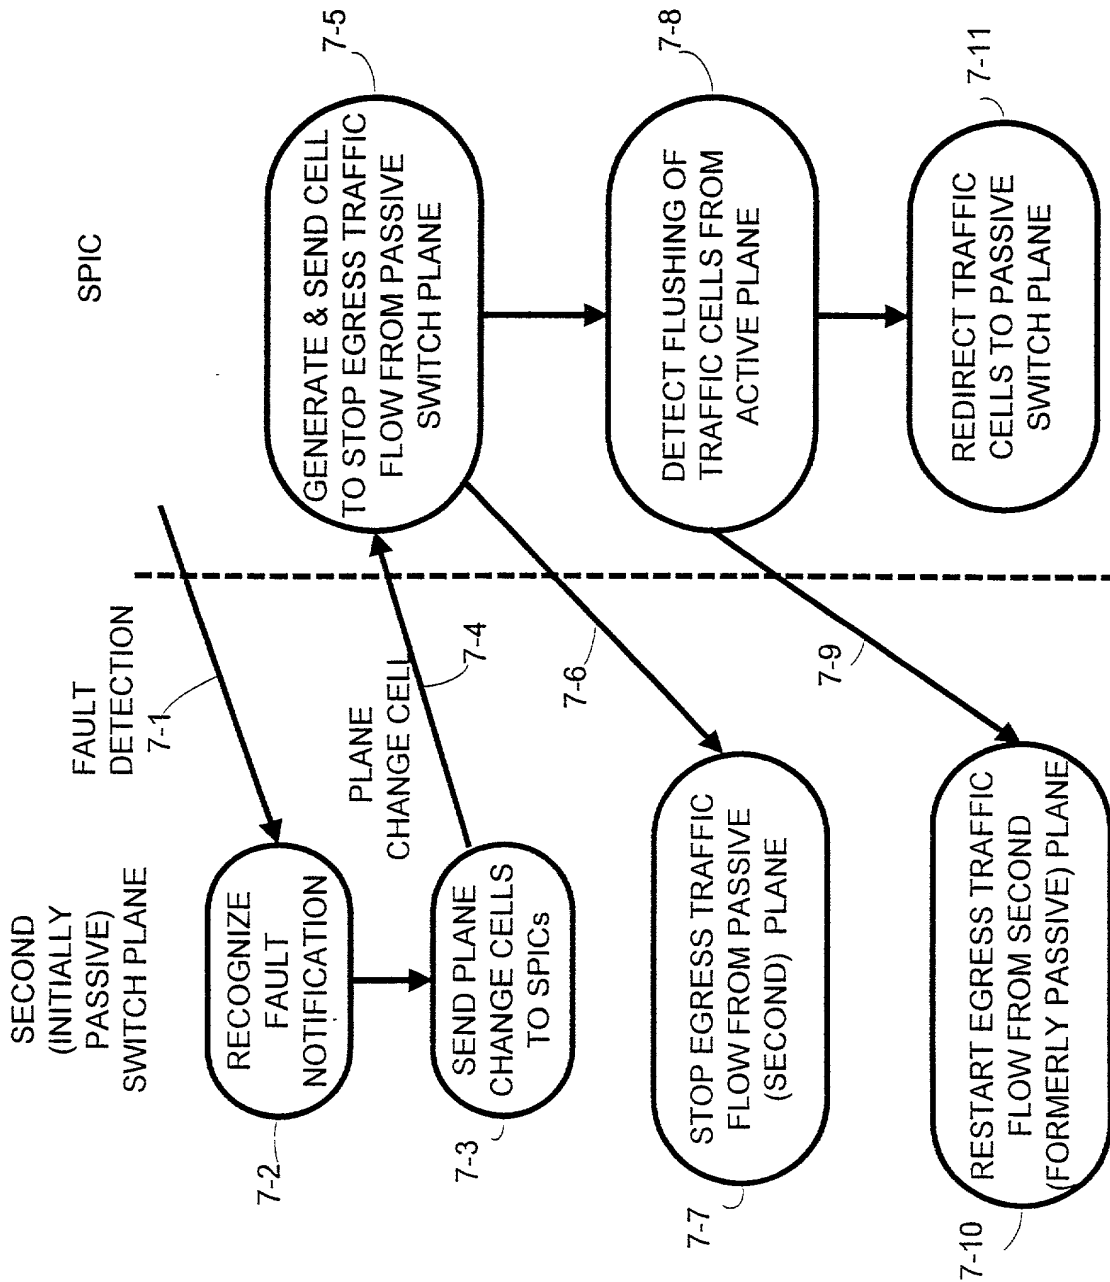 SECOND
(INITIALLY
PASSIVE)
SWITCH PLANE
FAULT
DETECTION
7-1
SPIC
7-2
RECOGNIZE
FAULT
NOTIFICATION
7-3
SEND PLANE
CHANGE CELLS
TO SPICs
PLANE
CHANGE CELL
7-4
7-5
GENERATE & SEND CELL
TO STOP EGRESS TRAFFIC
FLOW FROM PASSIVE
SWITCH PLANE
7-6
7-7
STOP EGRESS TRAFFIC
FLOW FROM PASSIVE
(SECOND) PLANE
7-8
DETECT FLUSHING OF
TRAFFIC CELLS FROM
ACTIVE PLANE
7-9
7-10
RESTART EGRESS TRAFFIC
FLOW FROM SECOND
(FORMERLY PASSIVE) PLANE
7-11
REDIRECT TRAFFIC
CELLS TO PASSIVE
SWITCH PLANE